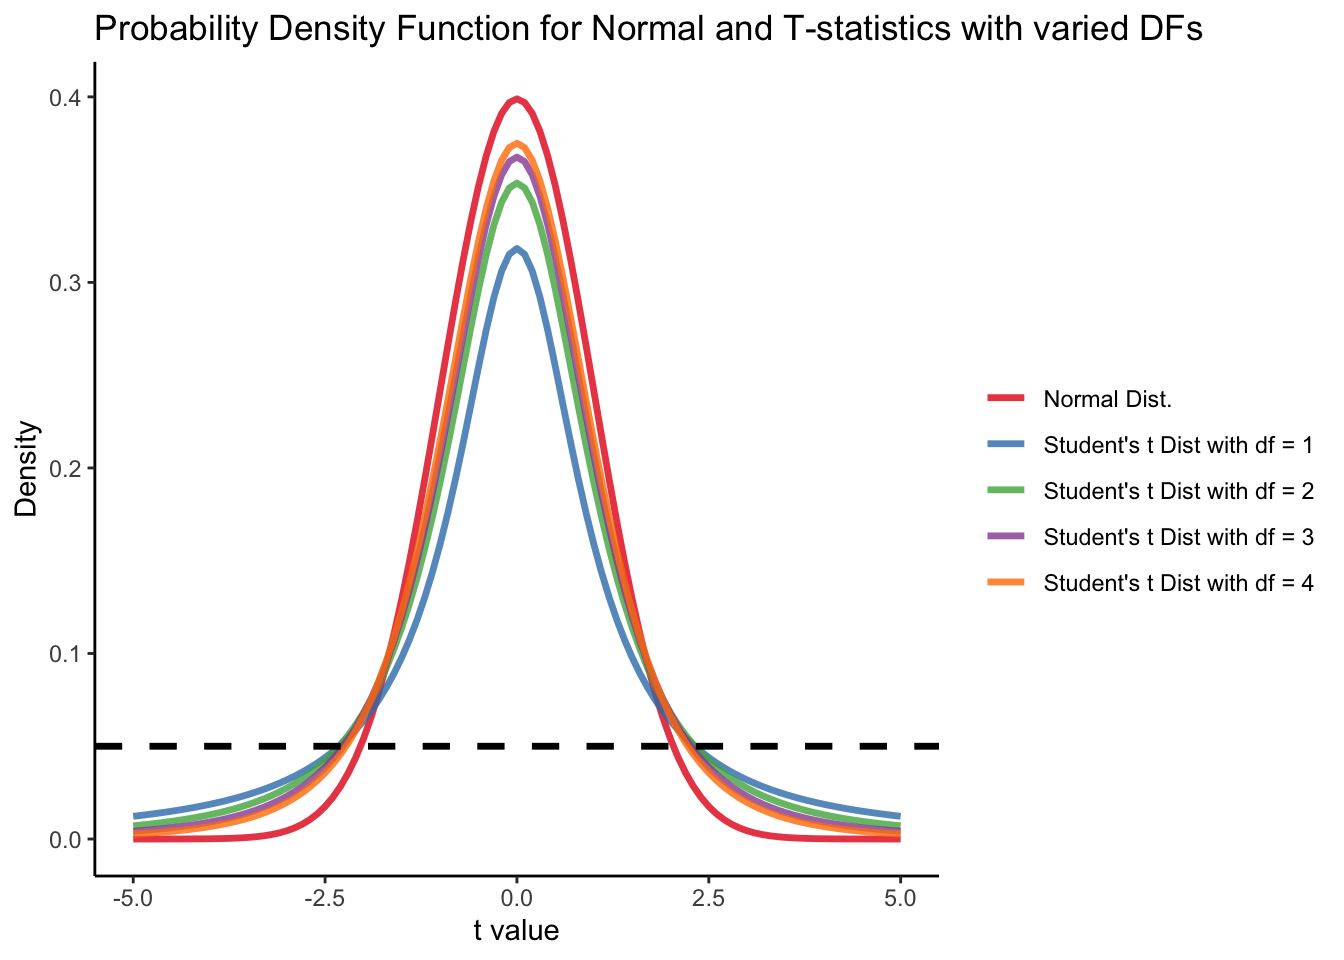 Probability Density Function for Normal and T-statistics with varied DFs
0.4
0.3
0.2
0.1
0.0
Density
-5.0
-2.5
0.0
2.5
5.0
t value
Normal Dist.
Student's t Dist with df = 1
Student's t Dist with df = 2
Student's t Dist with df = 3
Student's t Dist with df = 4